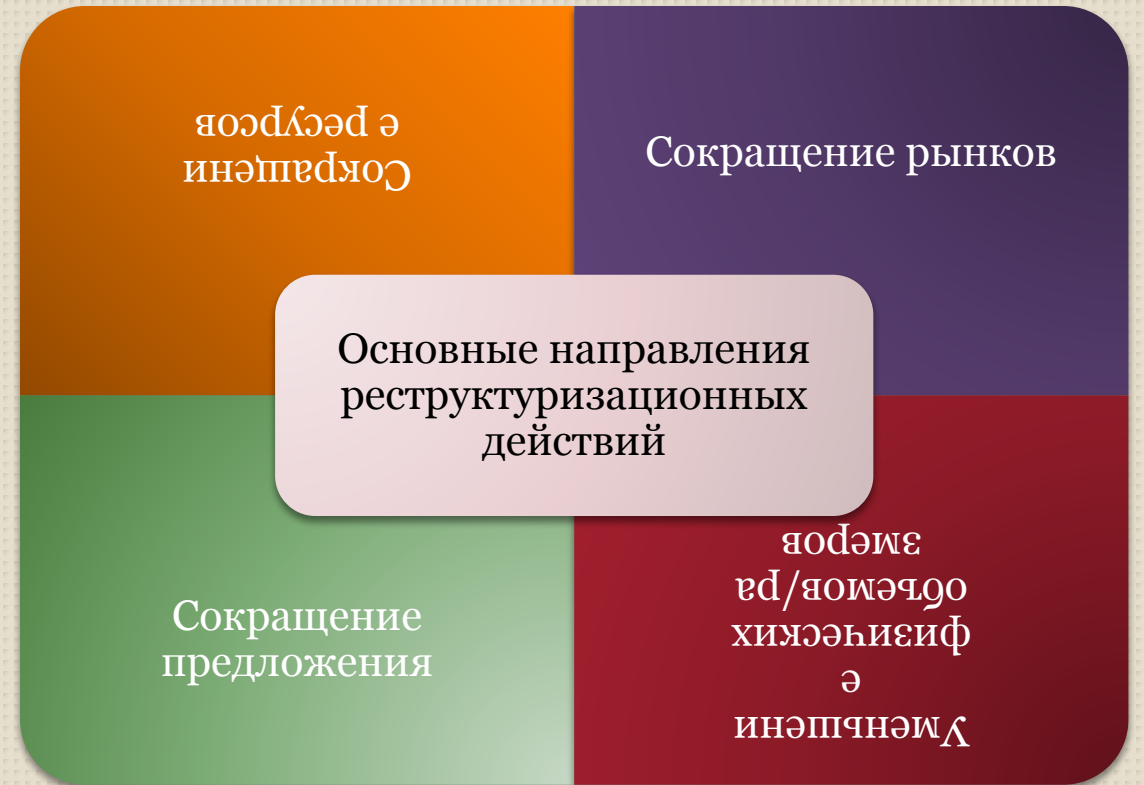 Сокращени
е ресурсов
Сокращение рынков
Основные направления
реструктуризационных
действий
Сокращение
предложения
Уменьшени
е
физических
объемов/ра
змеров